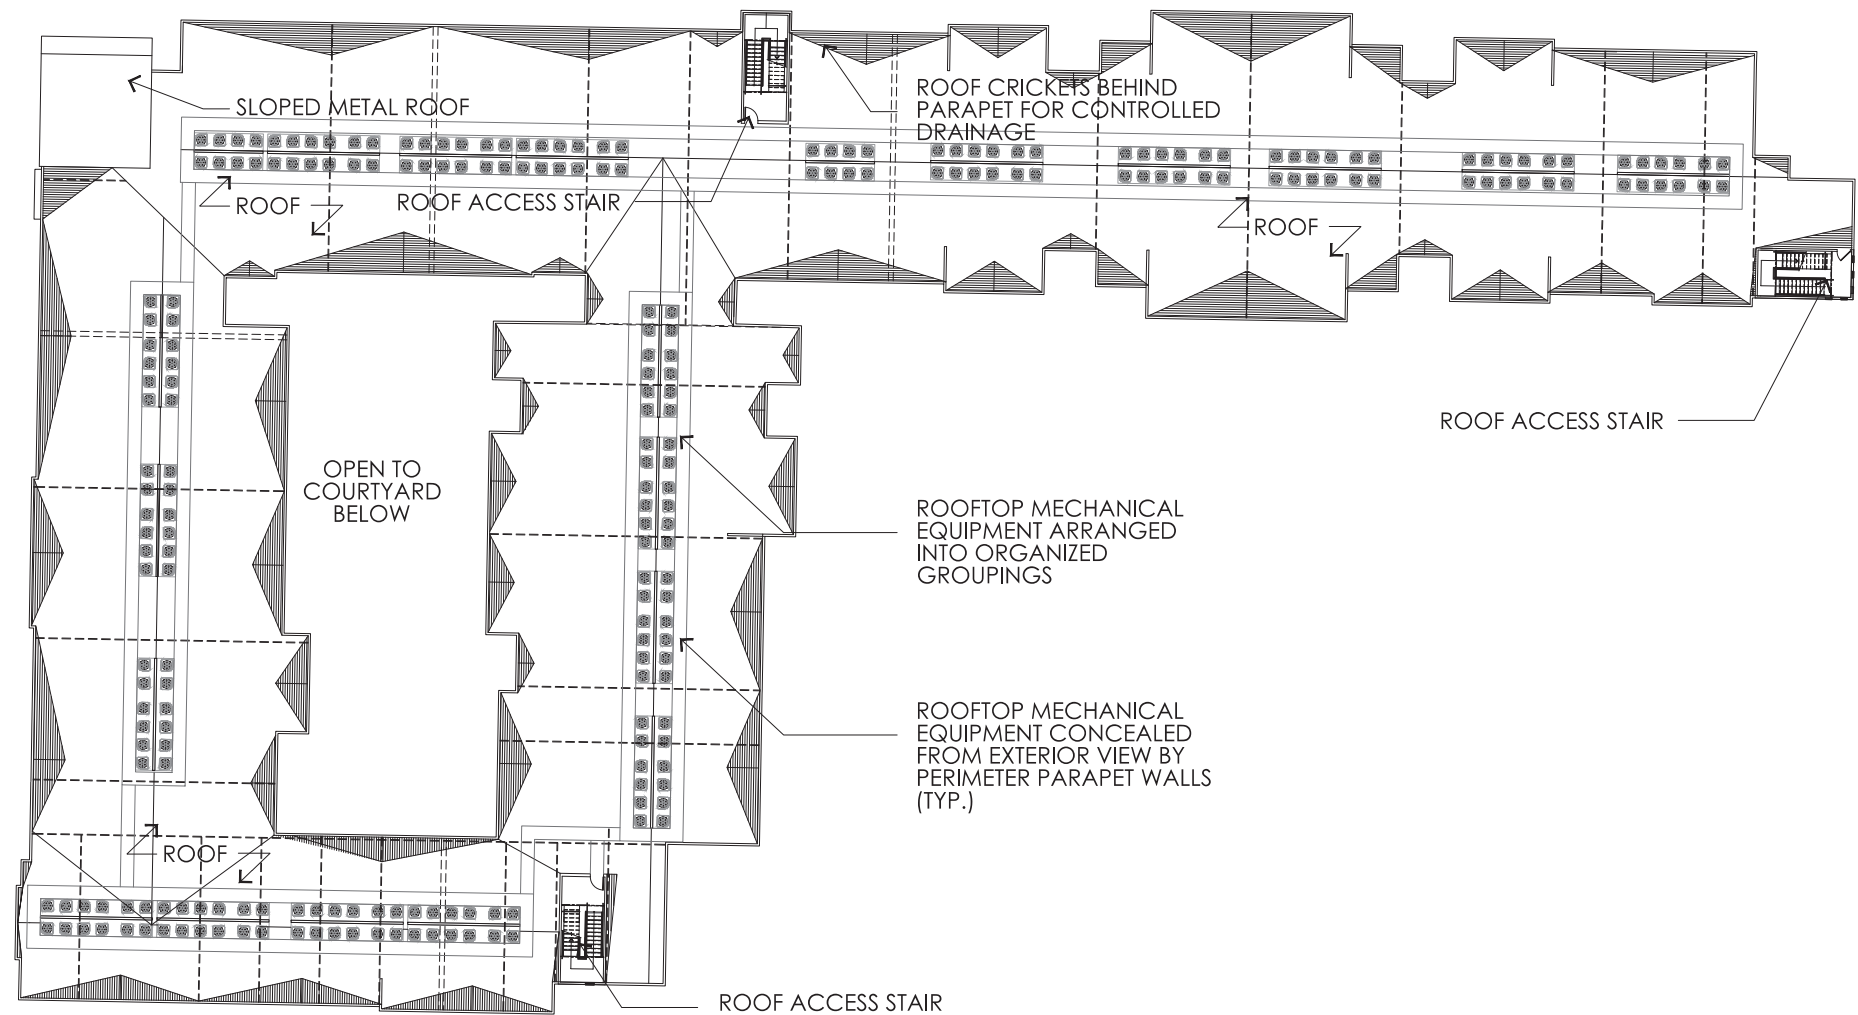 SLOPED METAL ROOF
ROOF CRICKETS BEHIND
PARAPET FOR CONTROLLED
DRAINAGE
ROOF
ROOF ACCESS STAIR
ROOF
ROOF ACCESS STAIR
OPEN TO
COURTYARD
BELOW
ROOFTOP MECHANICAL
EQUIPMENT ARRANGED
INTO ORGANIZED
GROUPINGS
ROOFTOP MECHANICAL
EQUIPMENT CONCEALED
FROM EXTERIOR VIEW BY
PERIMETER PARAPET WALLS
(TYP.)
ROOF
ROOF ACCESS STAIR